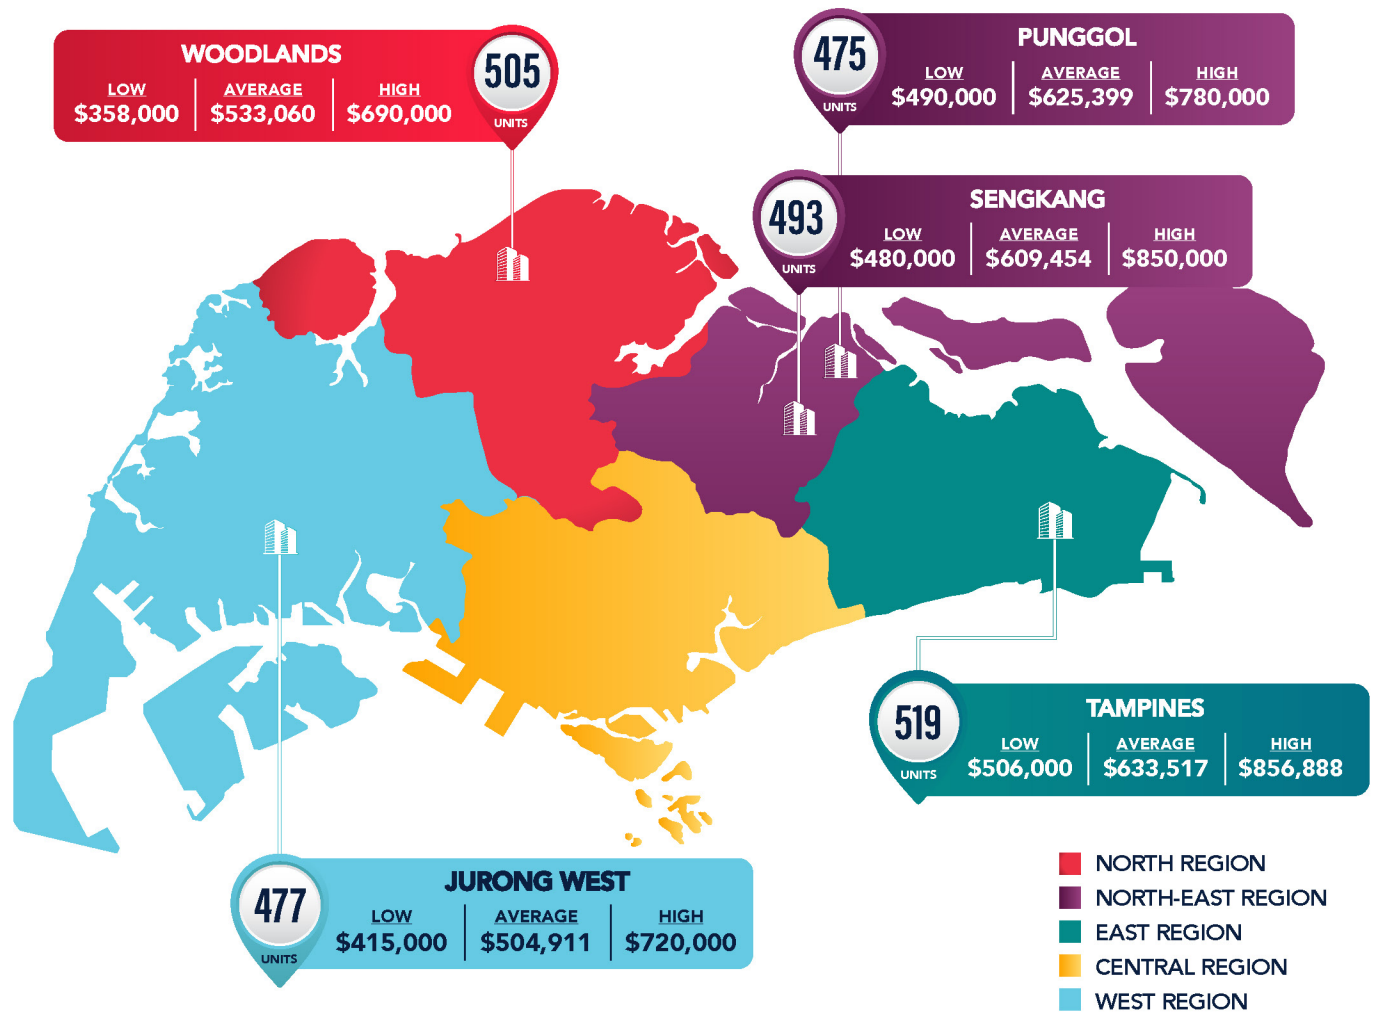 WOODLANDS
LOW AVERAGE HIGH
$358,000 $533,060 $690,000
505
UNITS
PUNGGOL
LOW AVERAGE HIGH
$490,000 $625,399 $780,000
475
UNITS
SENGKANG
LOW AVERAGE HIGH
$480,000 $609,454 $850,000
493
UNITS
TAMPINES
LOW AVERAGE HIGH
$506,000 $633,517 $856,888
519
UNITS
JURONG WEST
LOW AVERAGE HIGH
$415,000 $504,911 $720,000
477
UNITS
NORTH REGION
NORTH-EAST REGION
EAST REGION
CENTRAL REGION
WEST REGION